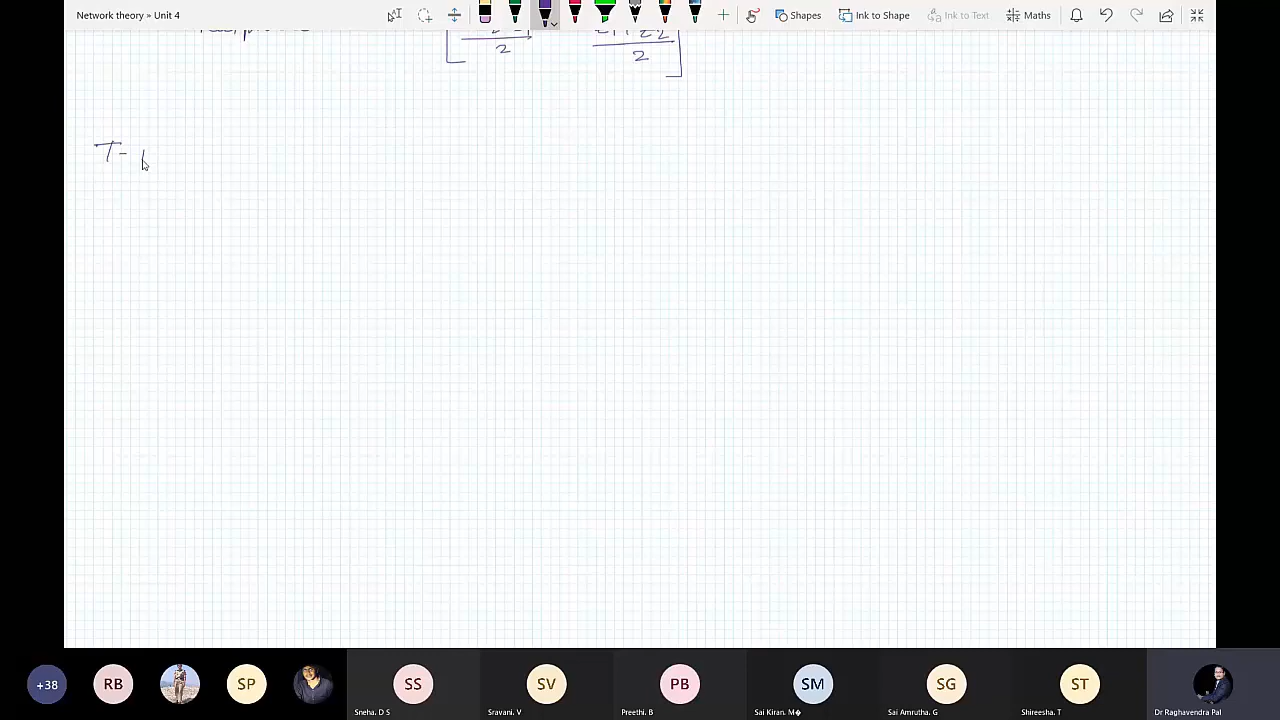 Network theory » Unit 4
Shapes
Ink to Shape
Ink to Text
Maths
2
2
T-
+38
RB
SP
SS
SV
PB
SM
SG
ST
Sneha. D S
Sravani. V
Preethi. B
Sai Kiran. M�
Sai Amrutha. G
Shireesha. T
Dr Raghavendra Pal